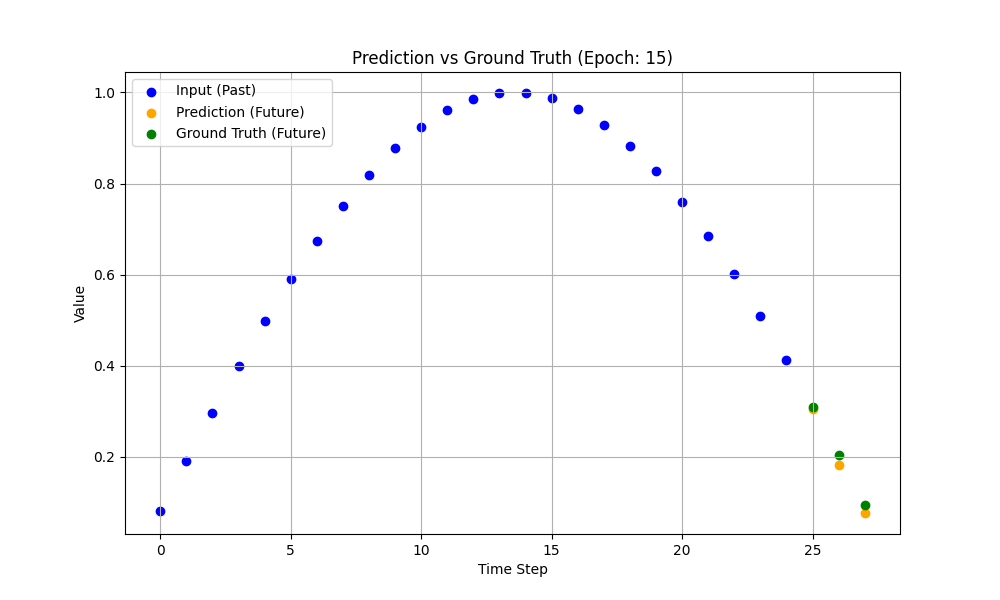 Prediction vs Ground Truth (Epoch: 15)
Input (Past)
Prediction (Future)
Ground Truth (Future)
Value
1.0
0.8
0.6
0.4
0.2
0 5 10 15 20 25
Time Step